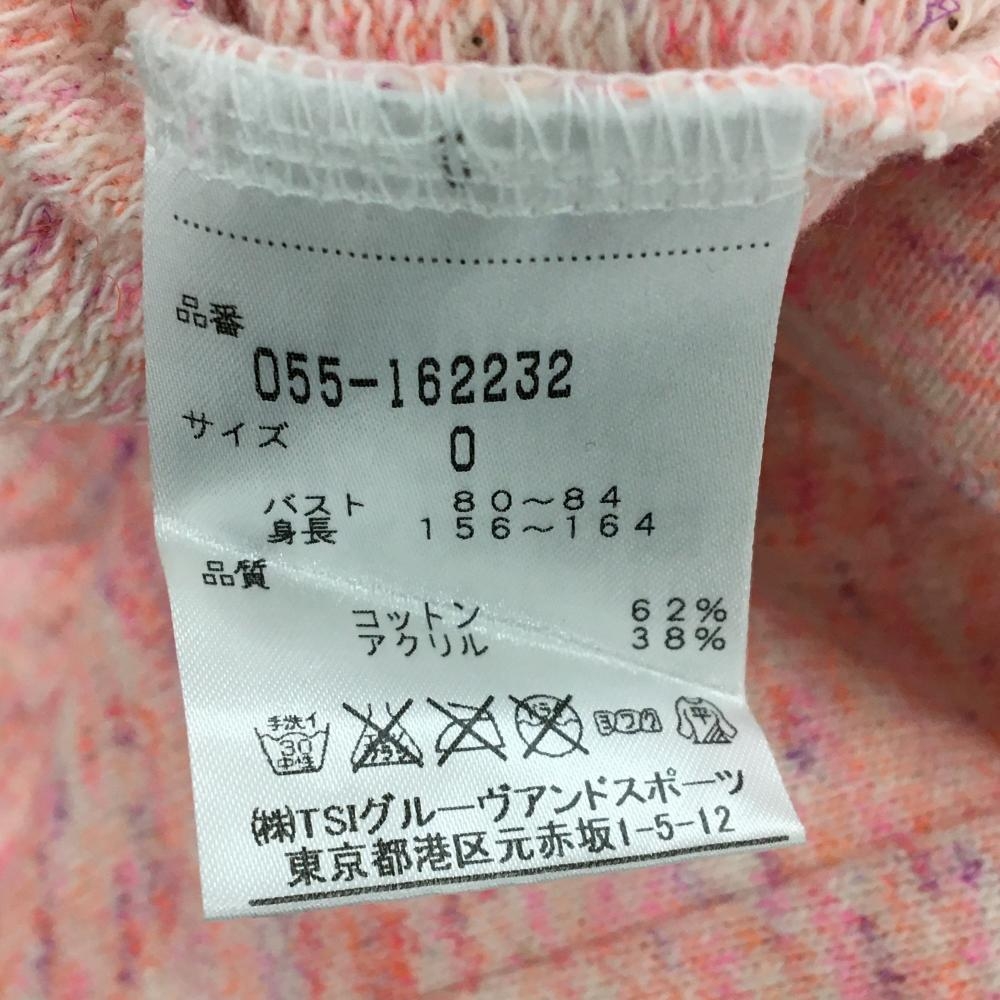 品番
055-162232
サイズ 0
バスト 80～84
身長 156～164
品質
コットン 62%
アクリル 38%
手洗イ
30
中性
平
㈱TSIグルーヴアンドスポーツ
東京都港区元赤坂1-5-12